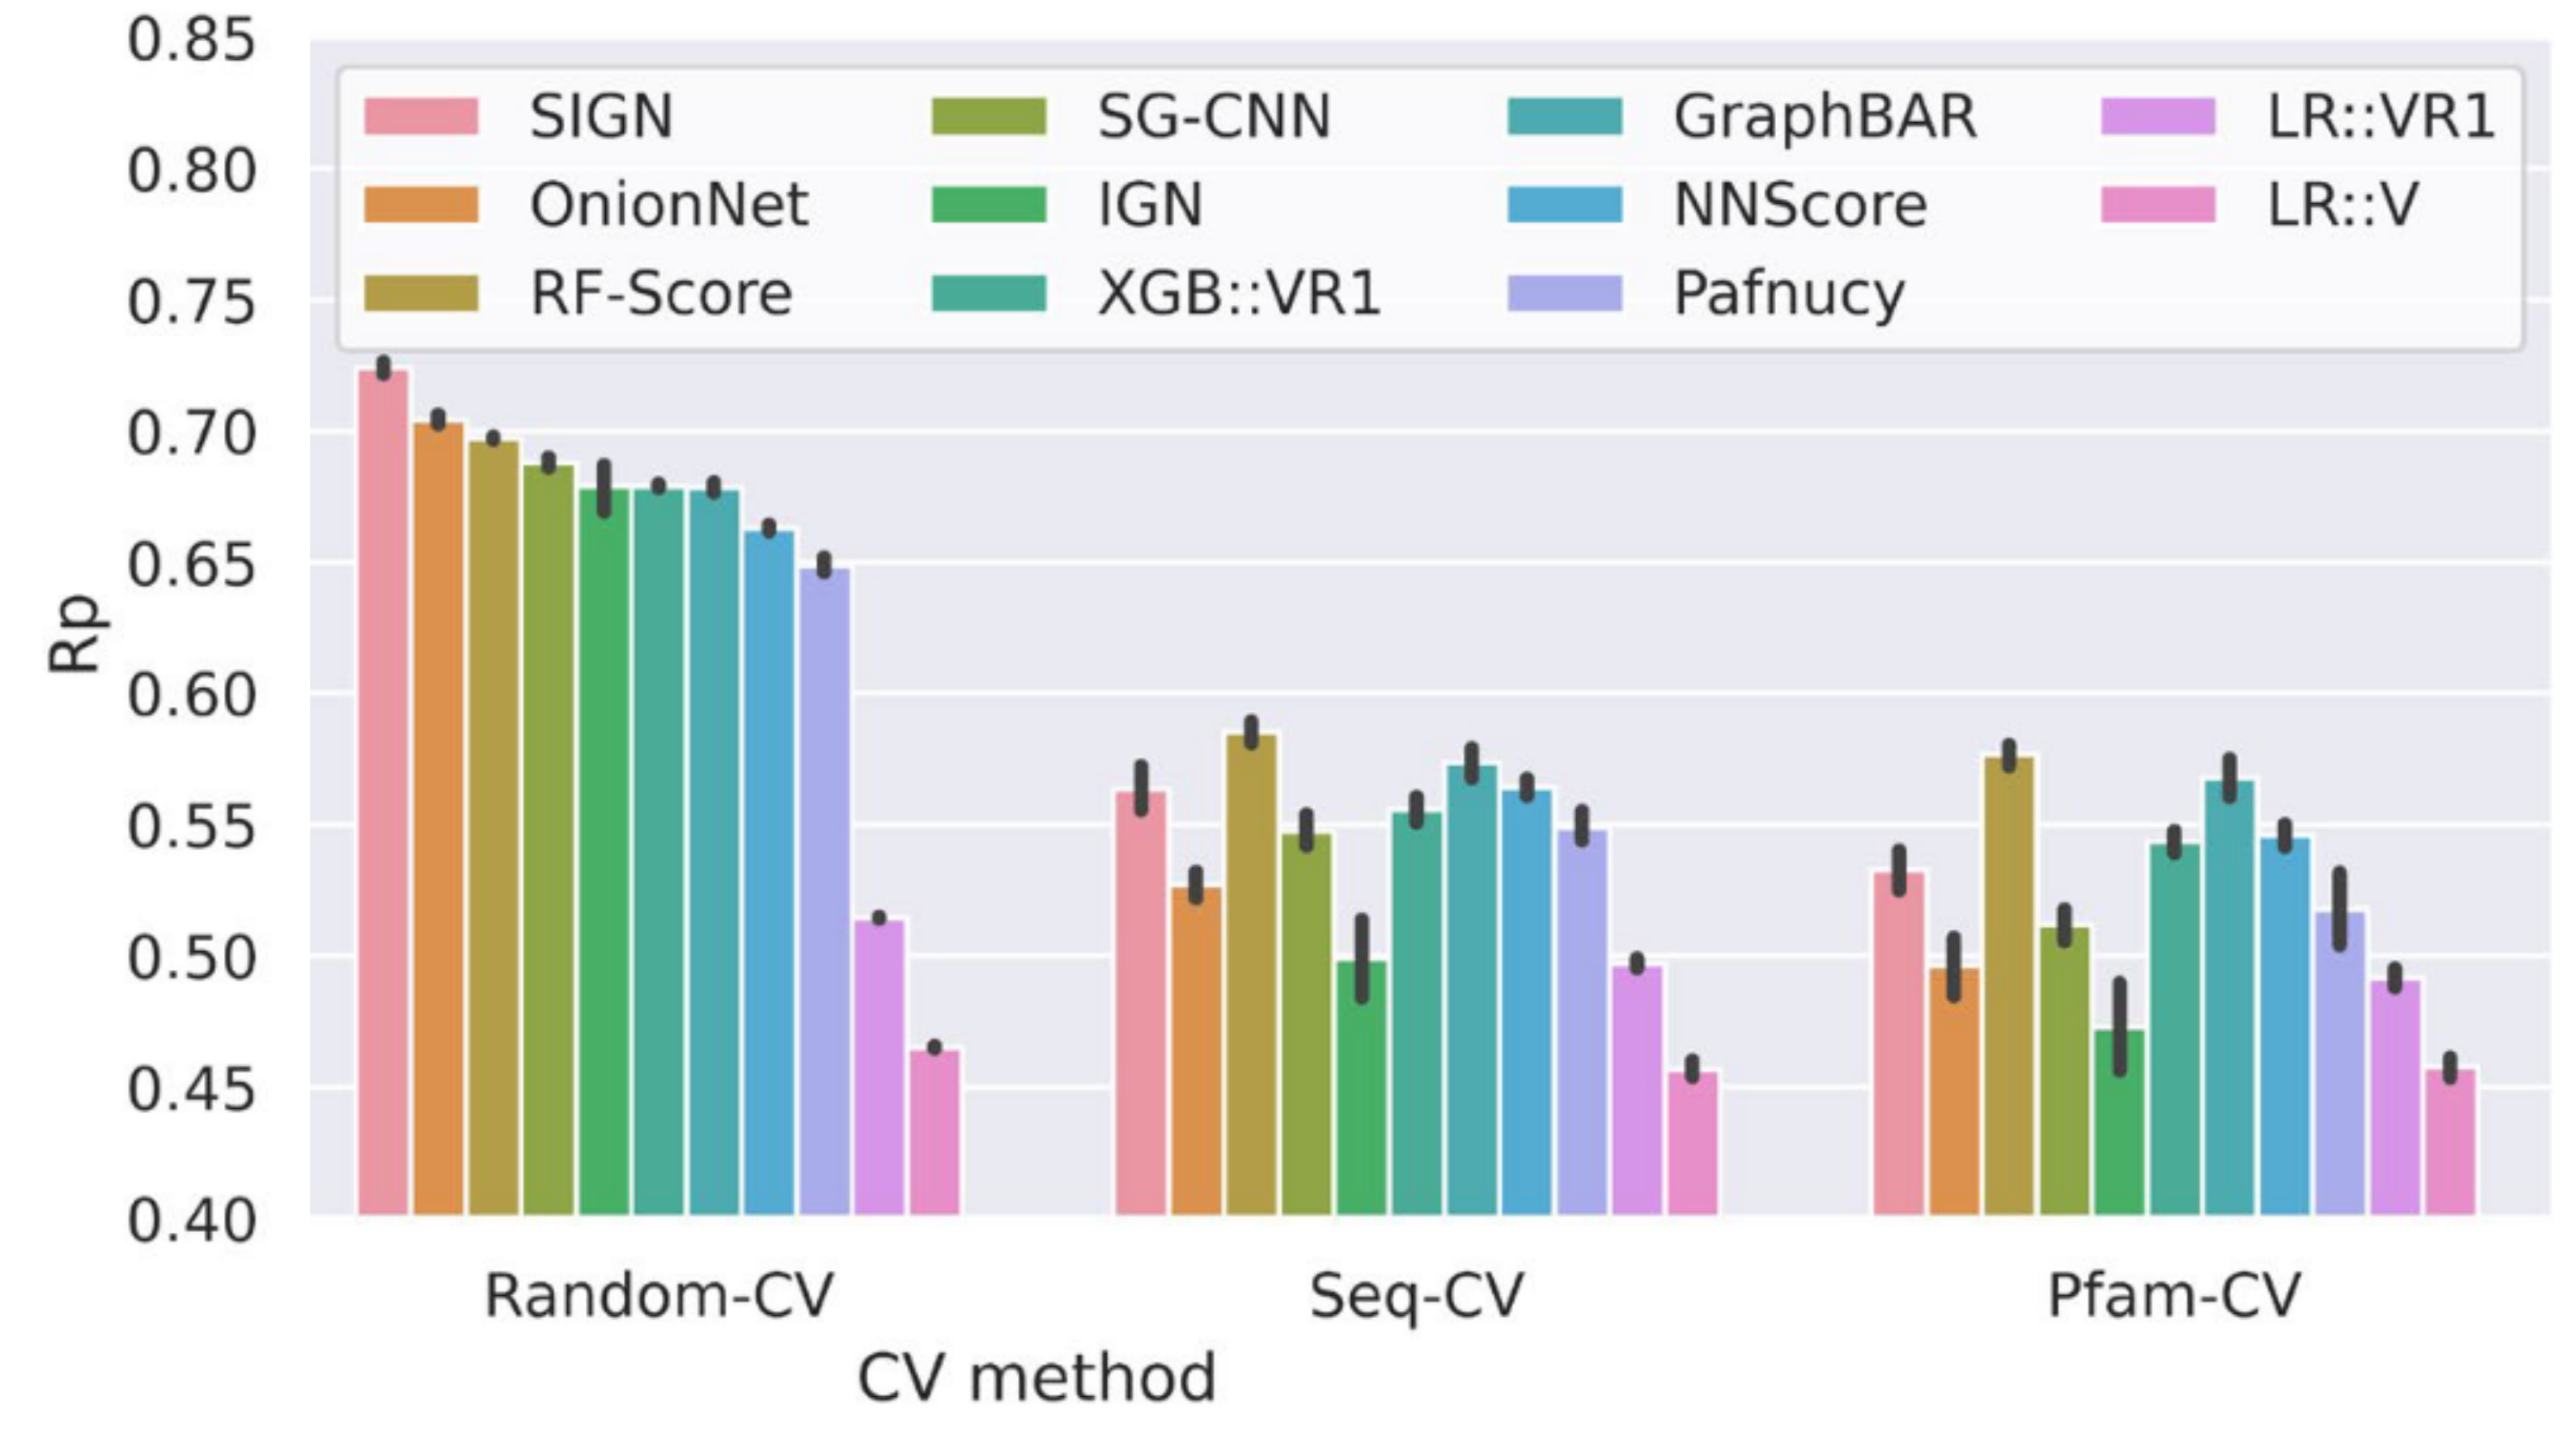 0.85
0.80
0.75
0.70
0.65
0.60
0.55
0.50
0.45
0.40
Rp
SIGN
OnionNet
RF-Score
SG-CNN
IGN
XGB::VR1
GraphBAR
NNScore
Pafnucy
LR::VR1
LR::V
Random-CV
Seq-CV
Pfam-CV
CV method